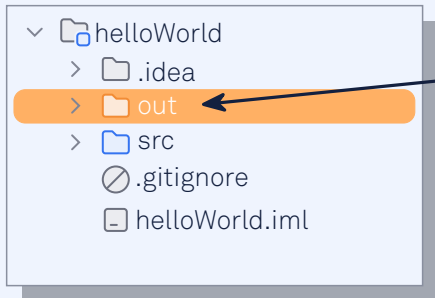 helloWorld
.idea
out
src
.gitignore
helloWorld.iml